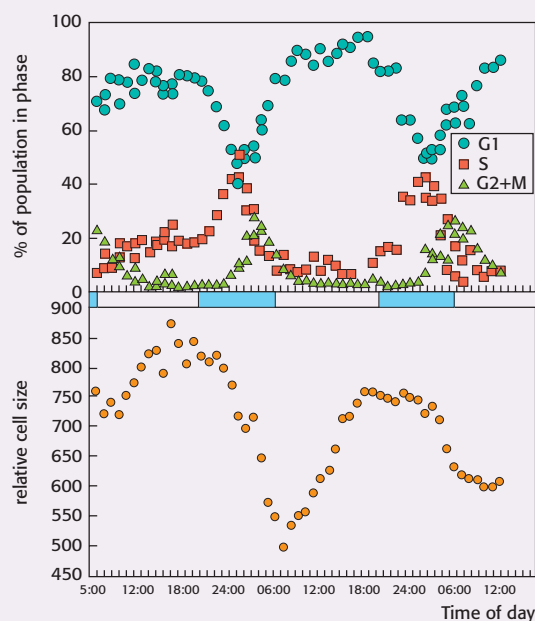 % of population in phase
100
80
60
40
20
0
G1
S
G2+M
relative cell size
900
850
800
750
700
650
600
550
500
450
5:00 12:00 18:00 24:00 06:00 12:00 18:00 24:00 06:00 12:00
Time of day